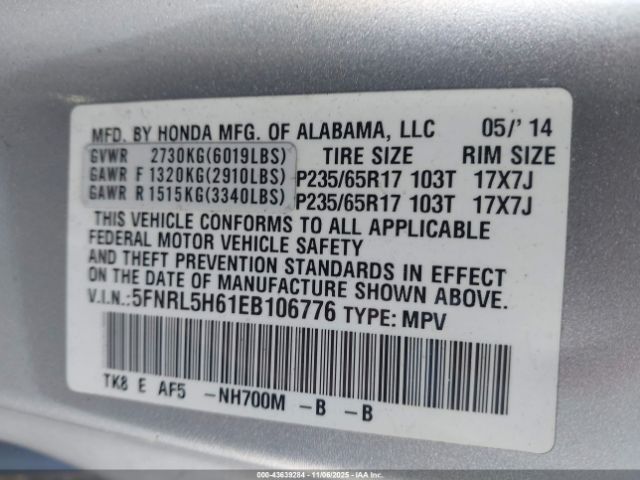 MFD. BY HONDA MFG. OF ALABAMA, LLC 05/'14
GVWR 2730KG(6019LBS) TIRE SIZE RIM SIZE
GAWR F 1320KG(2910LBS) P235/65R17 103T 17X7J
GAWR R 1515KG(3340LBS) P235/65R17 103T 17X7J
THIS VEHICLE CONFORMS TO ALL APPLICABLE
FEDERAL MOTOR VEHICLE SAFETY
AND THEFT PREVENTION STANDARDS IN EFFECT
ON THE DATE OF MANUFACTURE SHOWN ABOVE.
V.I.N.:5FNRL5H61EB106776 TYPE: MPV
TK8 E AF5 -NH700M -B -B
000-43639284 - 11/06/2025 - IAAI.COM